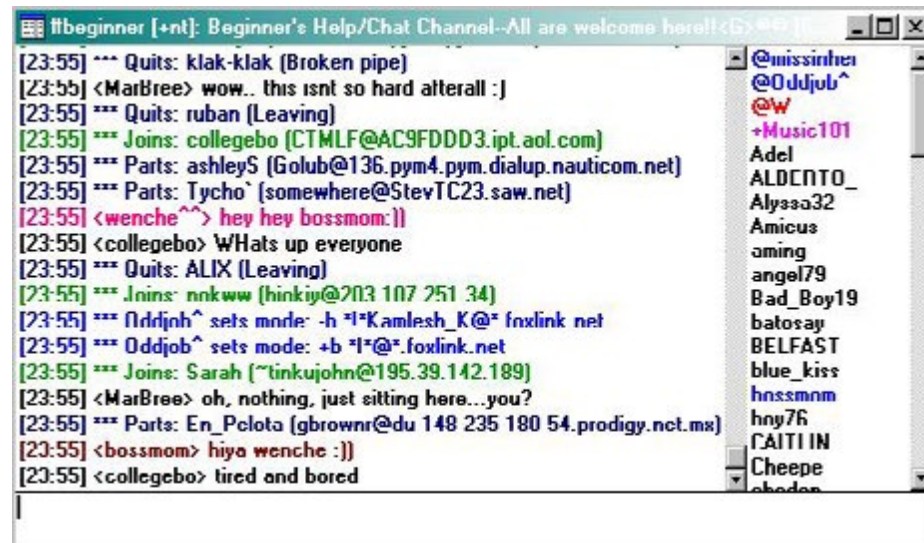 #beginner [+nt]: Beginner's Help/Chat Channel--All are welcome here!!<G>
[23:55] *** Quits: klak-klak (Broken pipe)
[23:55] <MarBree> wow.. this isnt so hard afterall :)
[23:55] *** Quits: ruban (Leaving)
[23:55] *** Joins: collegebo (CTMLF@AC9FDDD3.ipt.aol.com)
[23:55] *** Parts: ashleyS (Golub@136.pym4.pym.dialup.nauticom.net)
[23:55] *** Parts: Tycho` (somewhere@StevTC23.saw.net)
[23:55] <wenche^^> hey hey bossmom:))
[23:55] <collegebo> WHats up everyone
[23:55] *** Quits: ALIX (Leaving)
[23:55] *** Joins: nokww (hinkiy@203.107.251.34)
[23:55] *** Oddjob^ sets mode: -b *!*Kamlesh_K@*.foxlink.net
[23:55] *** Oddjob^ sets mode: +b *!*@*.foxlink.net
[23:55] *** Joins: Sarah (~tinkujohn@195.39.142.189)
[23:55] <MarBree> oh, nothing, just sitting here...you?
[23:55] *** Parts: En_Pelota (gbrownr@du-148-235-180-54.prodigy.net.mx)
[23:55] <bossmom> hiya wenche :))
[23:55] <collegebo> tired and bored
@Oddjob^
@W
+Music101
Adel
ALBENTO_
Alyssa32
Amicus
aming
angel79
Bad_Boy19
batosay
BELFAST
blue_kiss
bossmom
boy76
CAITLIN
Cheepe